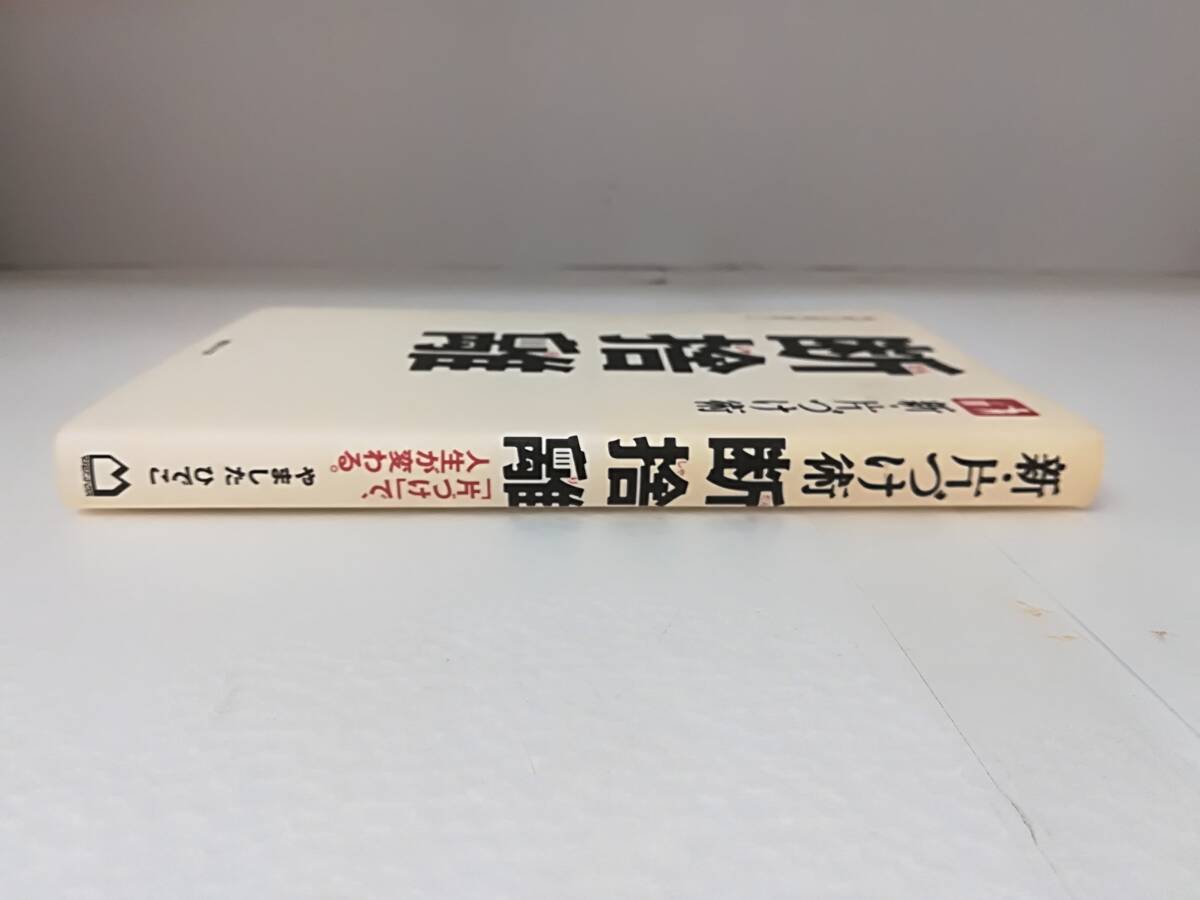 新・片づけ術
断捨離
新・片づけ術
断捨離
「片づけ」で、
人生が変わる。
やましたひでこ